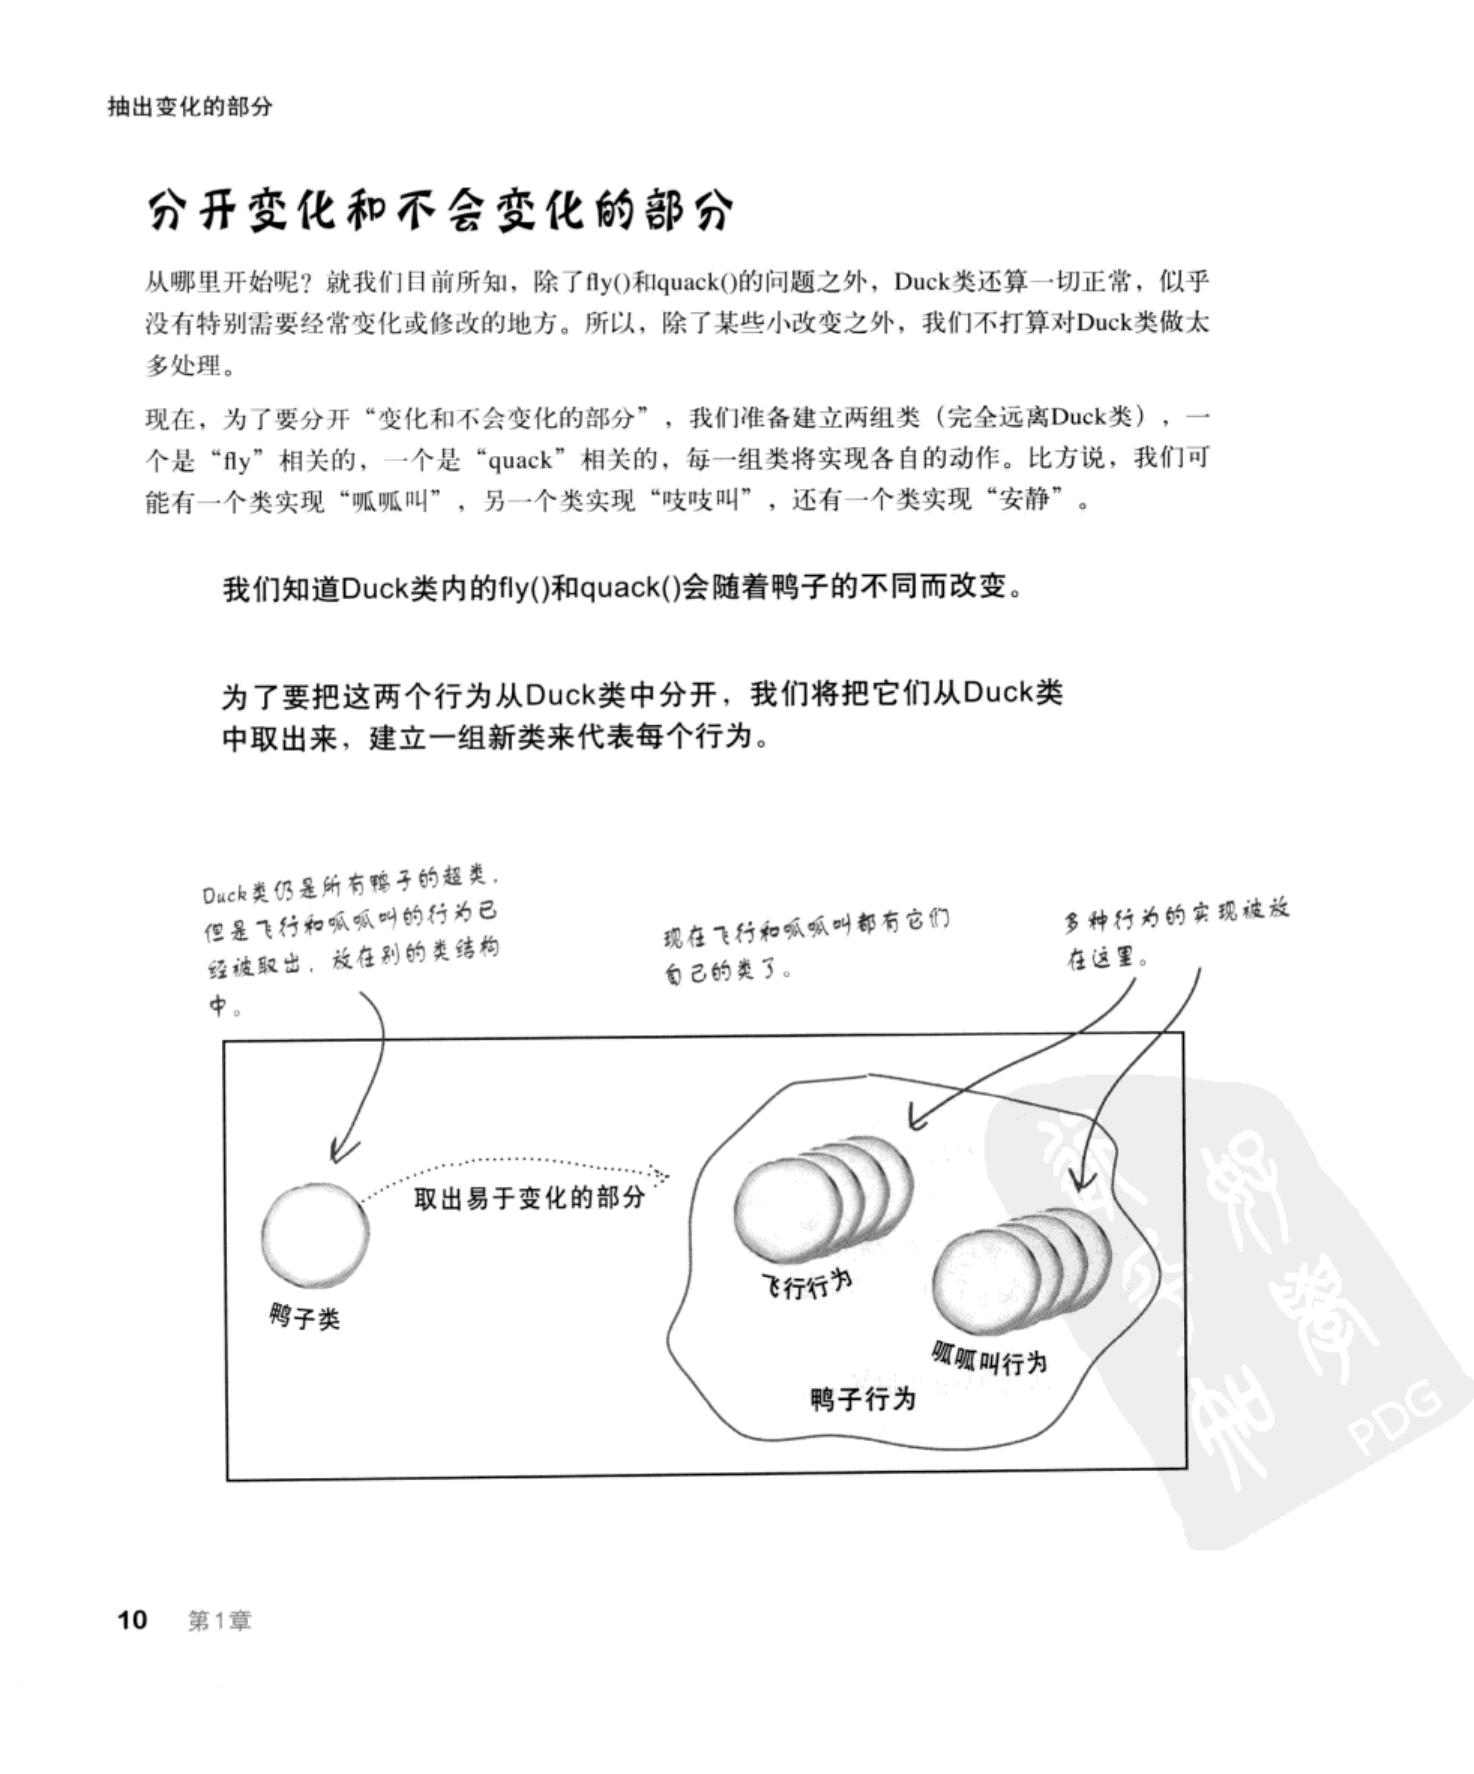 抽出变化的部分
分开变化和不会变化的部分
从哪里开始呢？就我们目前所知，除了fly()和quack()的问题之外，Duck类还算一切正常，似乎
没有特别需要经常变化或修改的地方。所以，除了某些小改变之外，我们不打算对Duck类做太
多处理。
现在，为了要分开“变化和不会变化的部分”，我们准备建立两组类（完全远离Duck类），一
个是“fly”相关的，一个是“quack”相关的，每一组类将实现各自的动作。比方说，我们可
能有一个类实现“呱呱叫”，另一个类实现“吱吱叫”，还有一个类实现“安静”。
我们知道Duck类内的fly()和quack()会随着鸭子的不同而改变。
为了要把这两个行为从Duck类中分开，我们将把它们从Duck类
中取出来，建立一组新类来代表每个行为。
Duck类仍是所有鸭子的超类，
但是飞行和呱呱叫的行为已
经被取出，放在别的类结构
中。
现在飞行和呱呱叫都有它们
自己的类了。
多种行为的实现被放
在这里。
取出易于变化的部分
鸭子类
飞行行为
呱呱叫行为
鸭子行为
PDG
10 第1章